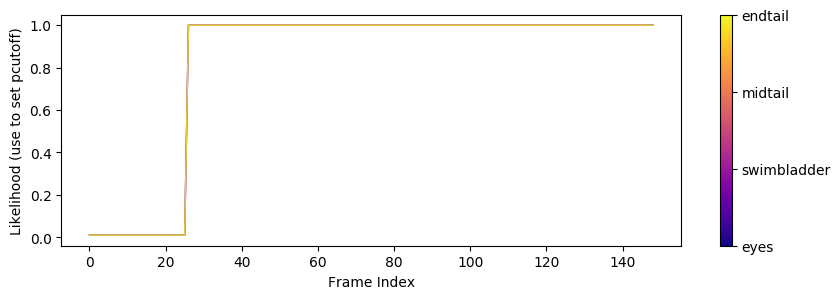 1.0
0.8
0.6
0.4
0.2
0.0
Likelihood (use to set pcutoff)
0 20 40 60 80 100 120 140
Frame Index
endtail
midtail
swimbladder
eyes